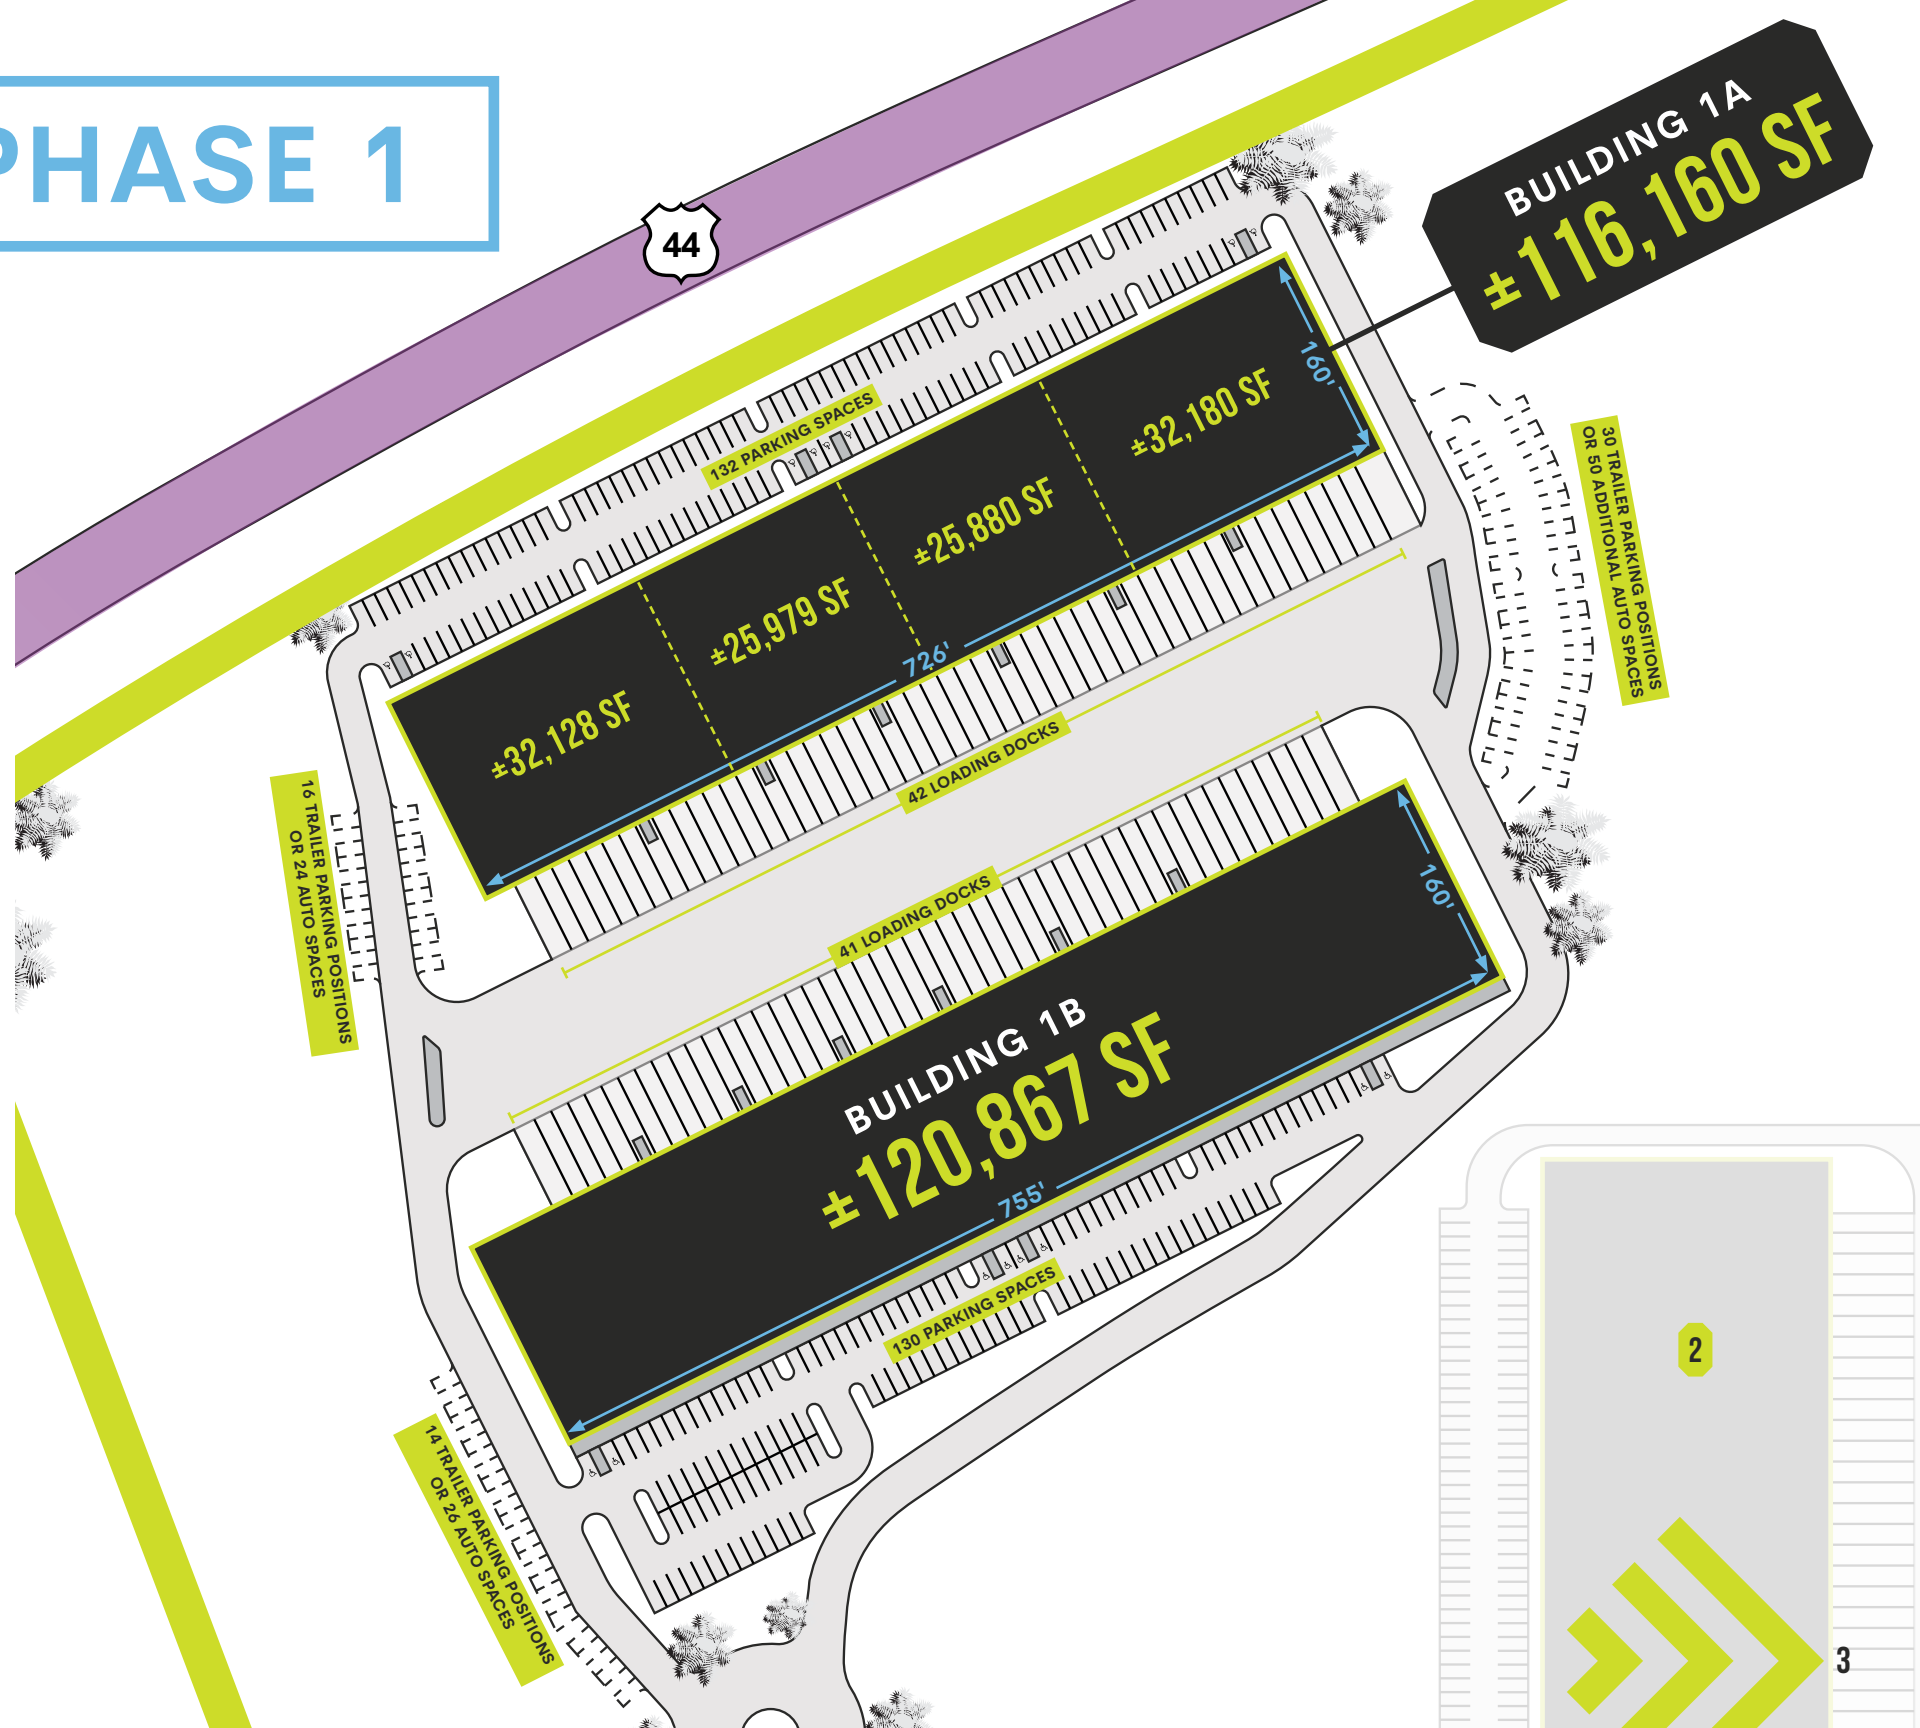 PHASE 1
44
BUILDING 1A
±116,160 SF
132 PARKING SPACES
160'
±32,180 SF
±25,880 SF
±25,979 SF
±32,128 SF
726'
30 TRAILER PARKING POSITIONS
OR 50 ADDITIONAL AUTO SPACES
42 LOADING DOCKS
16 TRAILER PARKING POSITIONS
OR 24 AUTO SPACES
41 LOADING DOCKS
160'
BUILDING 1B
±120,867 SF
755'
130 PARKING SPACES
14 TRAILER PARKING POSITIONS
OR 26 AUTO SPACES
2
3